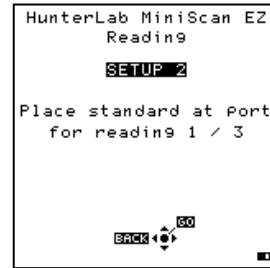 HunterLab MiniScan EZ
Reading
SETUP 2
Place standard at port
for reading 1 / 3
GO
BACK